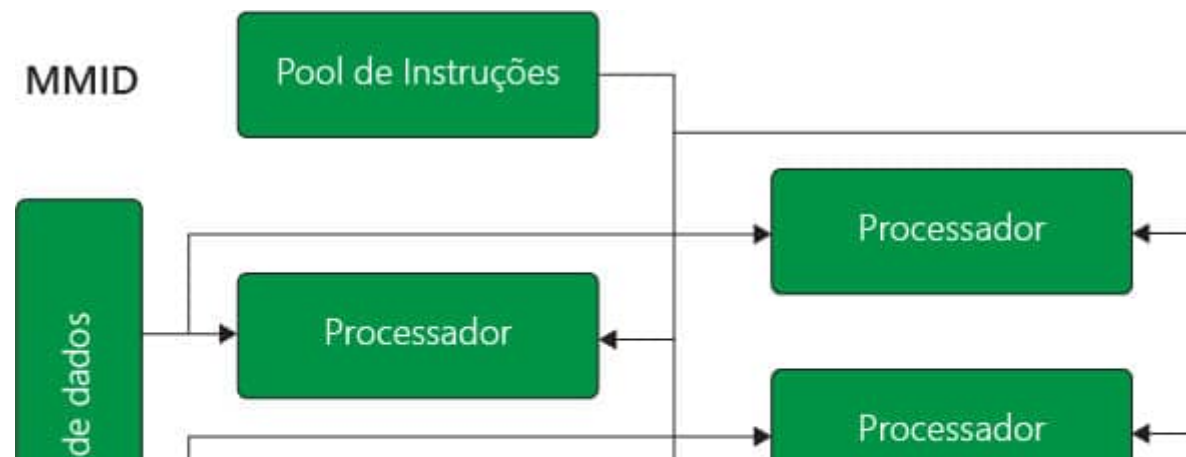 MMID
Pool de Instruções
Processador
Processador
de dados
Processador